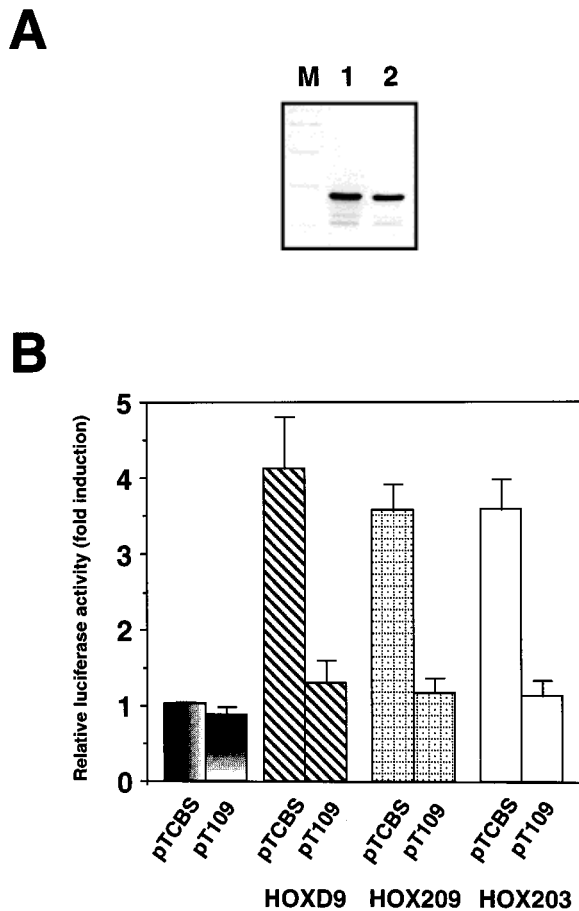 A
M 1 2
B
Relative luciferase activity (fold induction)
5
4
3
2
1
0
pTCBS pT109 pTCBS pT109 pTCBS pT109 pTCBS pT109
HOXD9 HOX209 HOX203